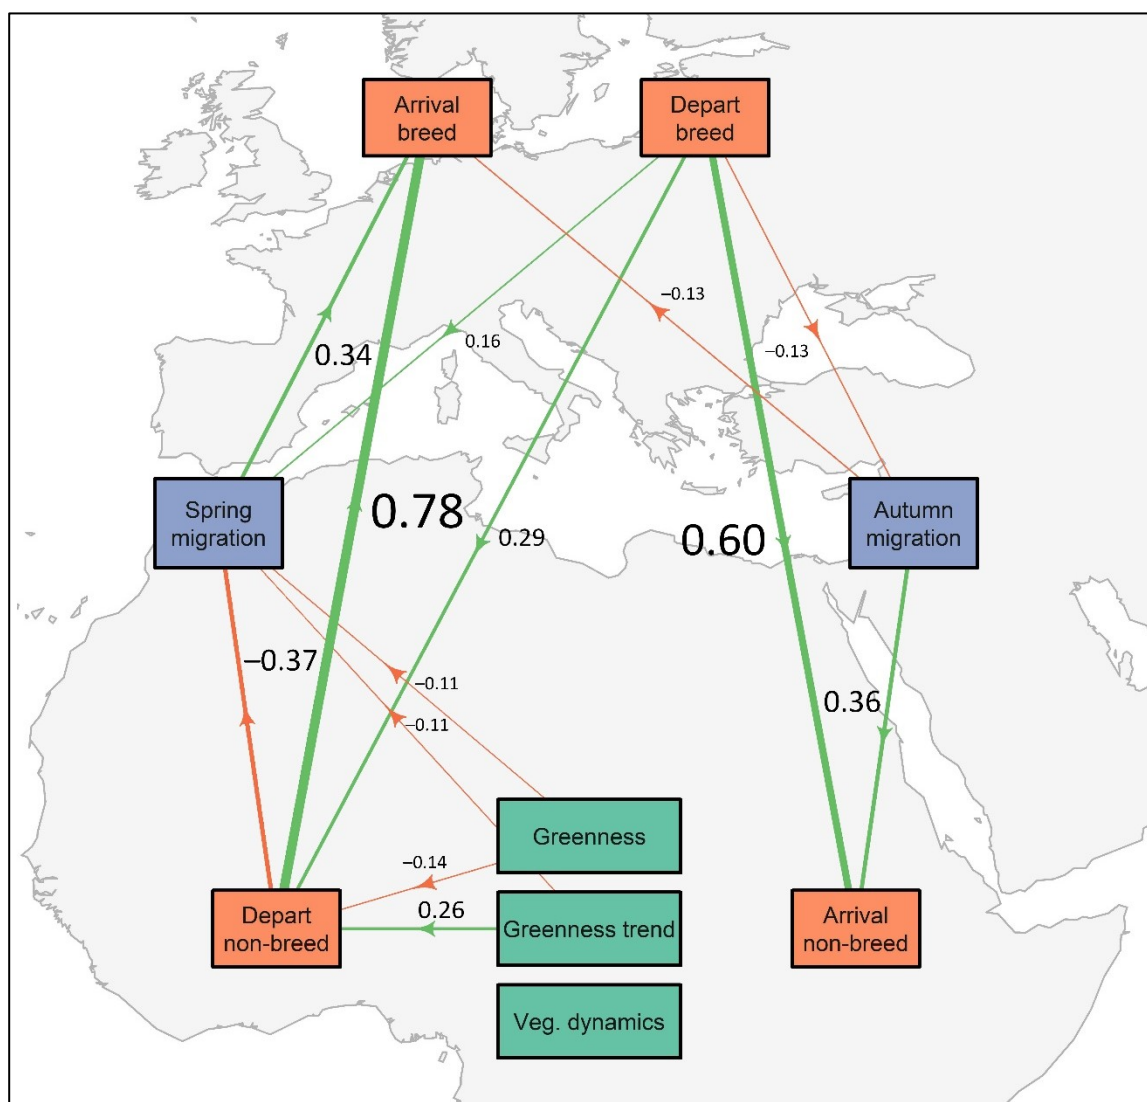 Arrival
breed
Depart
breed
–0.13
0.16
0.34
–0.13
Spring
migration
0.78
0.29
0.60
Autumn
migration
–0.37
–0.11
–0.11
0.36
Greenness
–0.14
Depart
non-breed
0.26
Greenness trend
Arrival
non-breed
Veg. dynamics